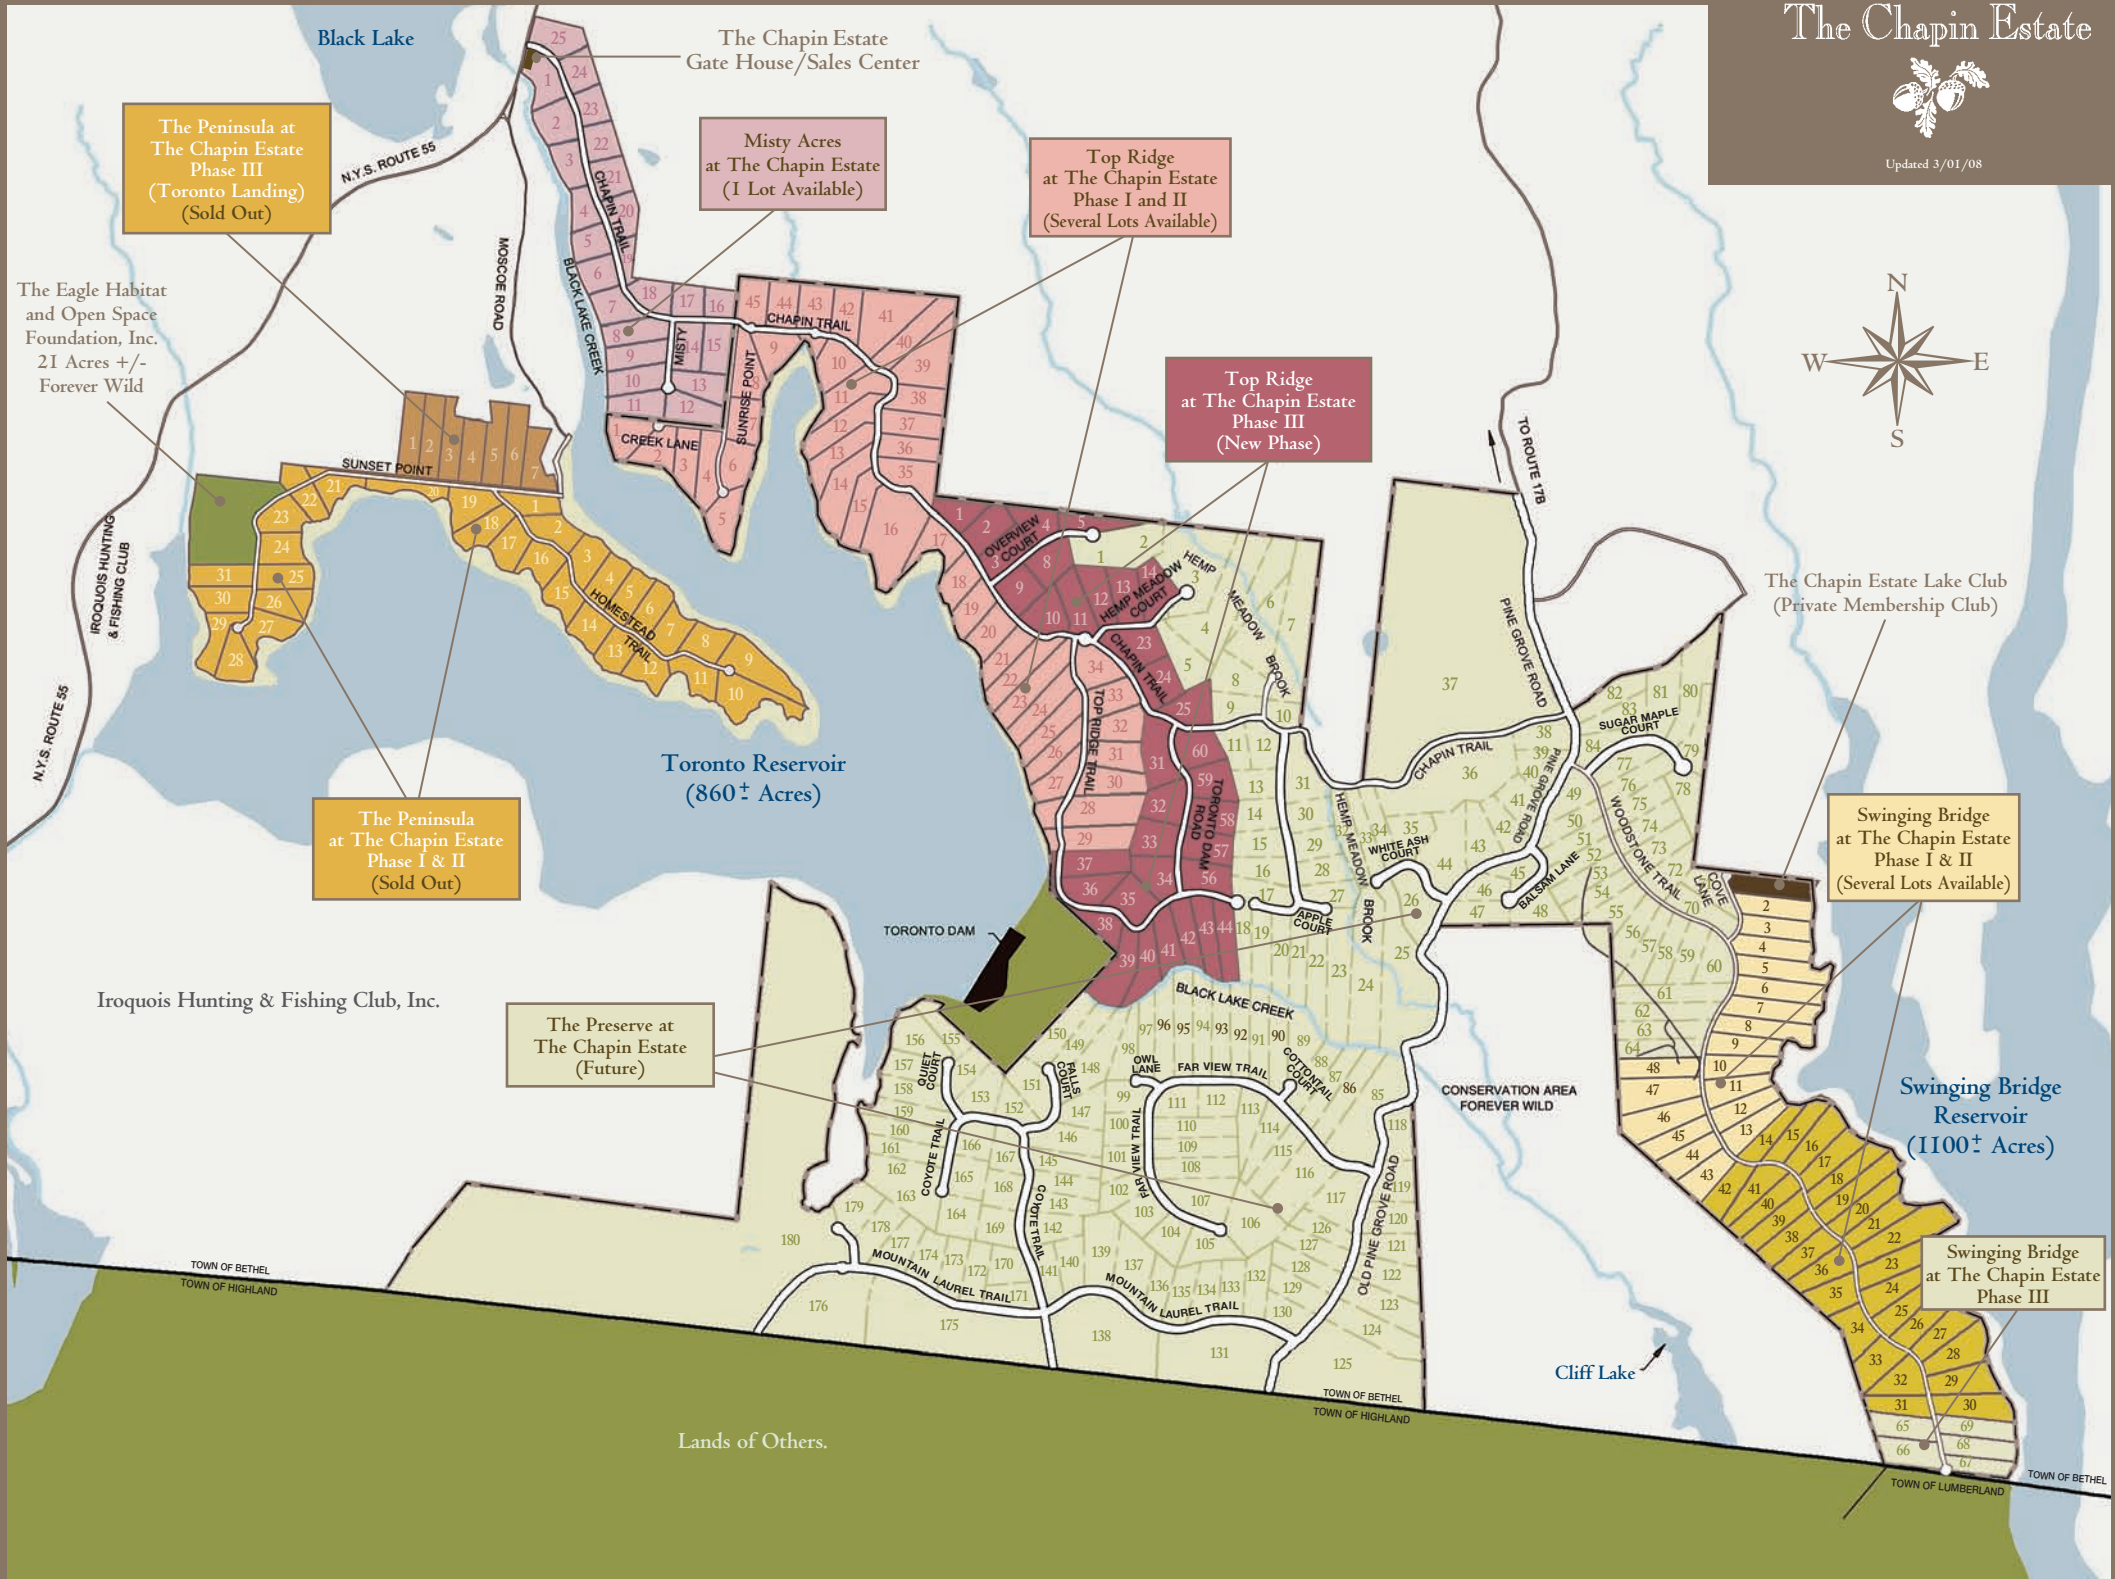 The Chapin Estate
Updated 3/01/08
Black Lake
The Chapin Estate
Gate House/Sales Center
The Peninsula at
The Chapin Estate
Phase III
(Toronto Landing)
(Sold Out)
N.Y.S. ROUTE 55
Misty Acres
at The Chapin Estate
(1 Lot Available)
Top Ridge
at The Chapin Estate
Phase I and II
(Several Lots Available)
The Eagle Habitat
and Open Space
Foundation, Inc.
21 Acres +/-
Forever Wild
MOSCOE ROAD
BLACK LAKE CREEK
CHAPIN TRAIL
MISTY
CHAPIN TRAIL
SUNRISE POINT
CREEK LANE
N
W
E
S
Top Ridge
at The Chapin Estate
Phase III
(New Phase)
TO ROUTE 17B
SUNSET POINT
HOMESTEAD
TRAIL
IROQUOIS HUNTING
& FISHING CLUB
N.Y.S. ROUTE 55
OVERVIEW
COURT
HEMP MEADOW
COURT
HEMP
MEADOW
BROOK
CHAPIN TRAIL
TOP RIDGE TRAIL
TORONTO DAM
ROAD
PINE GROVE ROAD
The Chapin Estate Lake Club
(Private Membership Club)
SUGAR MAPLE
COURT
CHAPIN TRAIL
PINE GROVE ROAD
WOODSTONE TRAIL
COVE
LANE
BALSAM LANE
WHITE ASH
COURT
HEMP MEADOW
BROOK
APPLE
COURT
Toronto Reservoir
(860± Acres)
The Peninsula
at The Chapin Estate
Phase I & II
(Sold Out)
Swinging Bridge
at The Chapin Estate
Phase I & II
(Several Lots Available)
TORONTO DAM
Iroquois Hunting & Fishing Club, Inc.
The Preserve at
The Chapin Estate
(Future)
BLACK LAKE CREEK
QUIET
COURT
FALLS
COURT
OWL
LANE
FAR VIEW TRAIL
COTTONTAIL
COURT
FAR VIEW TRAIL
COYOTE TRAIL
COYOTE TRAIL
MOUNTAIN LAUREL TRAIL
MOUNTAIN LAUREL TRAIL
OLD PINE GROVE ROAD
CONSERVATION AREA
FOREVER WILD
Swinging Bridge
Reservoir
(1100± Acres)
Swinging Bridge
at The Chapin Estate
Phase III
Cliff Lake
TOWN OF BETHEL
TOWN OF HIGHLAND
TOWN OF BETHEL
TOWN OF HIGHLAND
TOWN OF BETHEL
TOWN OF LUMBERLAND
Lands of Others.